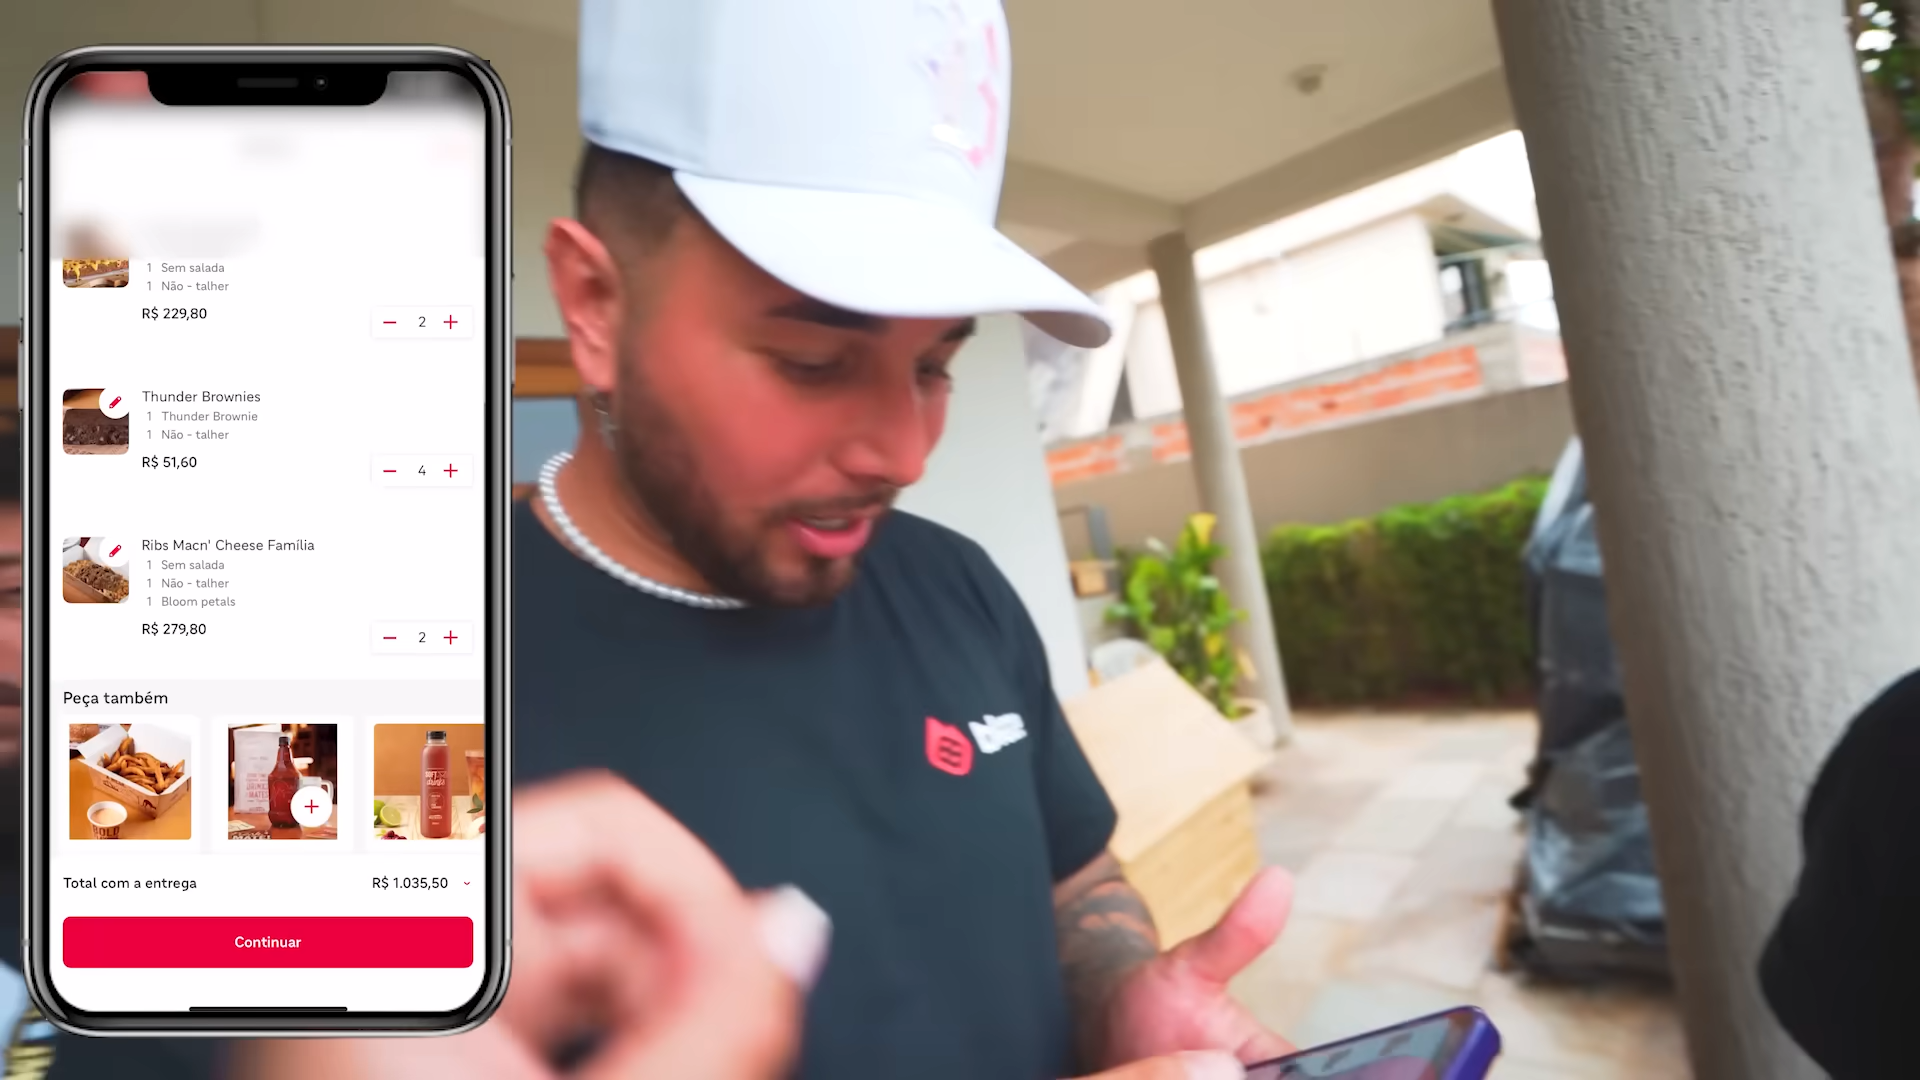 1 Sem salada
1 Não - talher
R$ 229,80
2
Thunder Brownies
1 Thunder Brownie
1 Não - talher
R$ 51,60
4
Ribs Macn' Cheese Família
1 Sem salada
1 Não - talher
1 Bloom petals
R$ 279,80
2
Peça também
Total com a entrega
R$ 1.035,50
Continuar